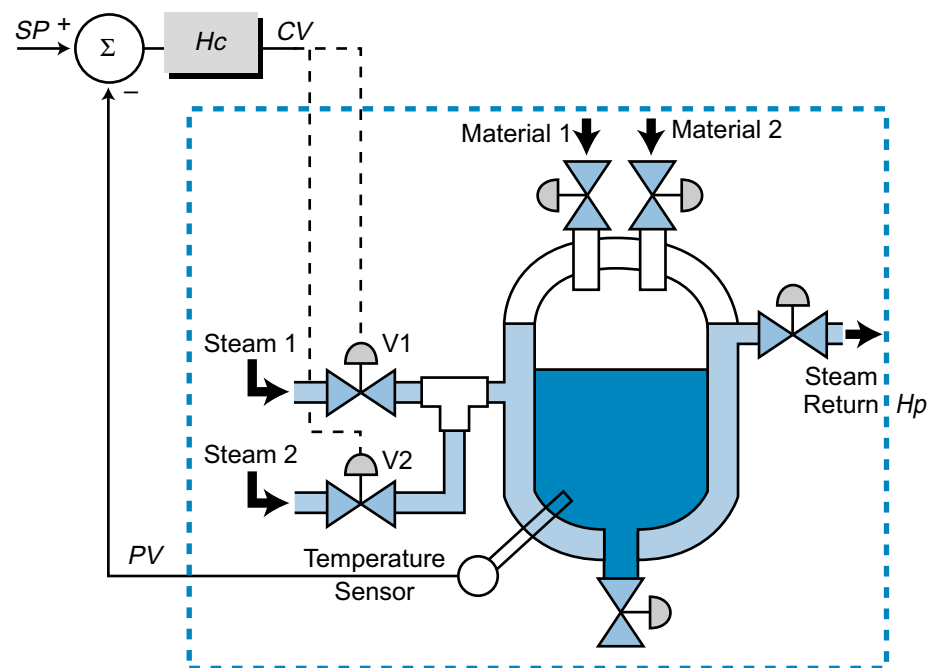 SP + Σ − Hc CV
Material 1
Material 2
Steam 1
V1
Steam 2
V2
Steam
Return
Hp
PV
Temperature
Sensor